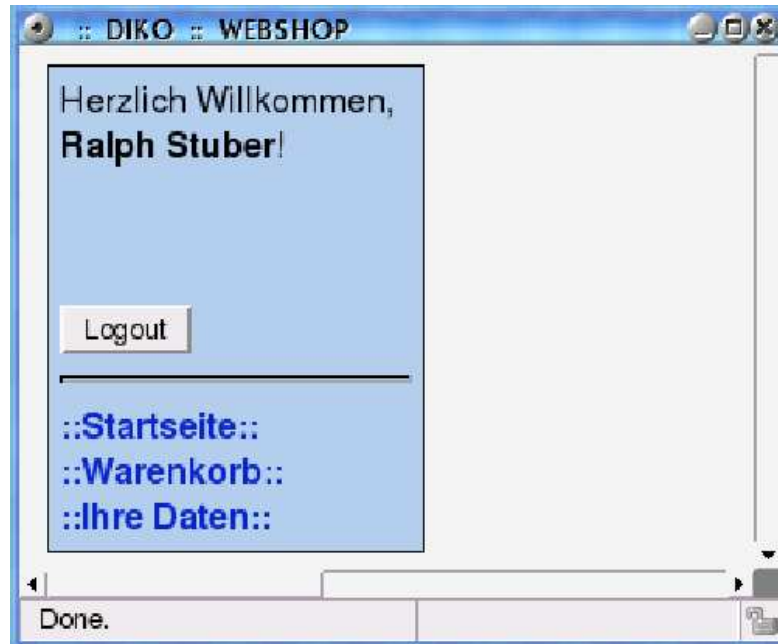 :: DIKO :: WEBSHOP
Herzlich Willkommen,
Ralph Stuber!
Logout
::Startseite::
::Warenkorb::
::Ihre Daten::
Done.